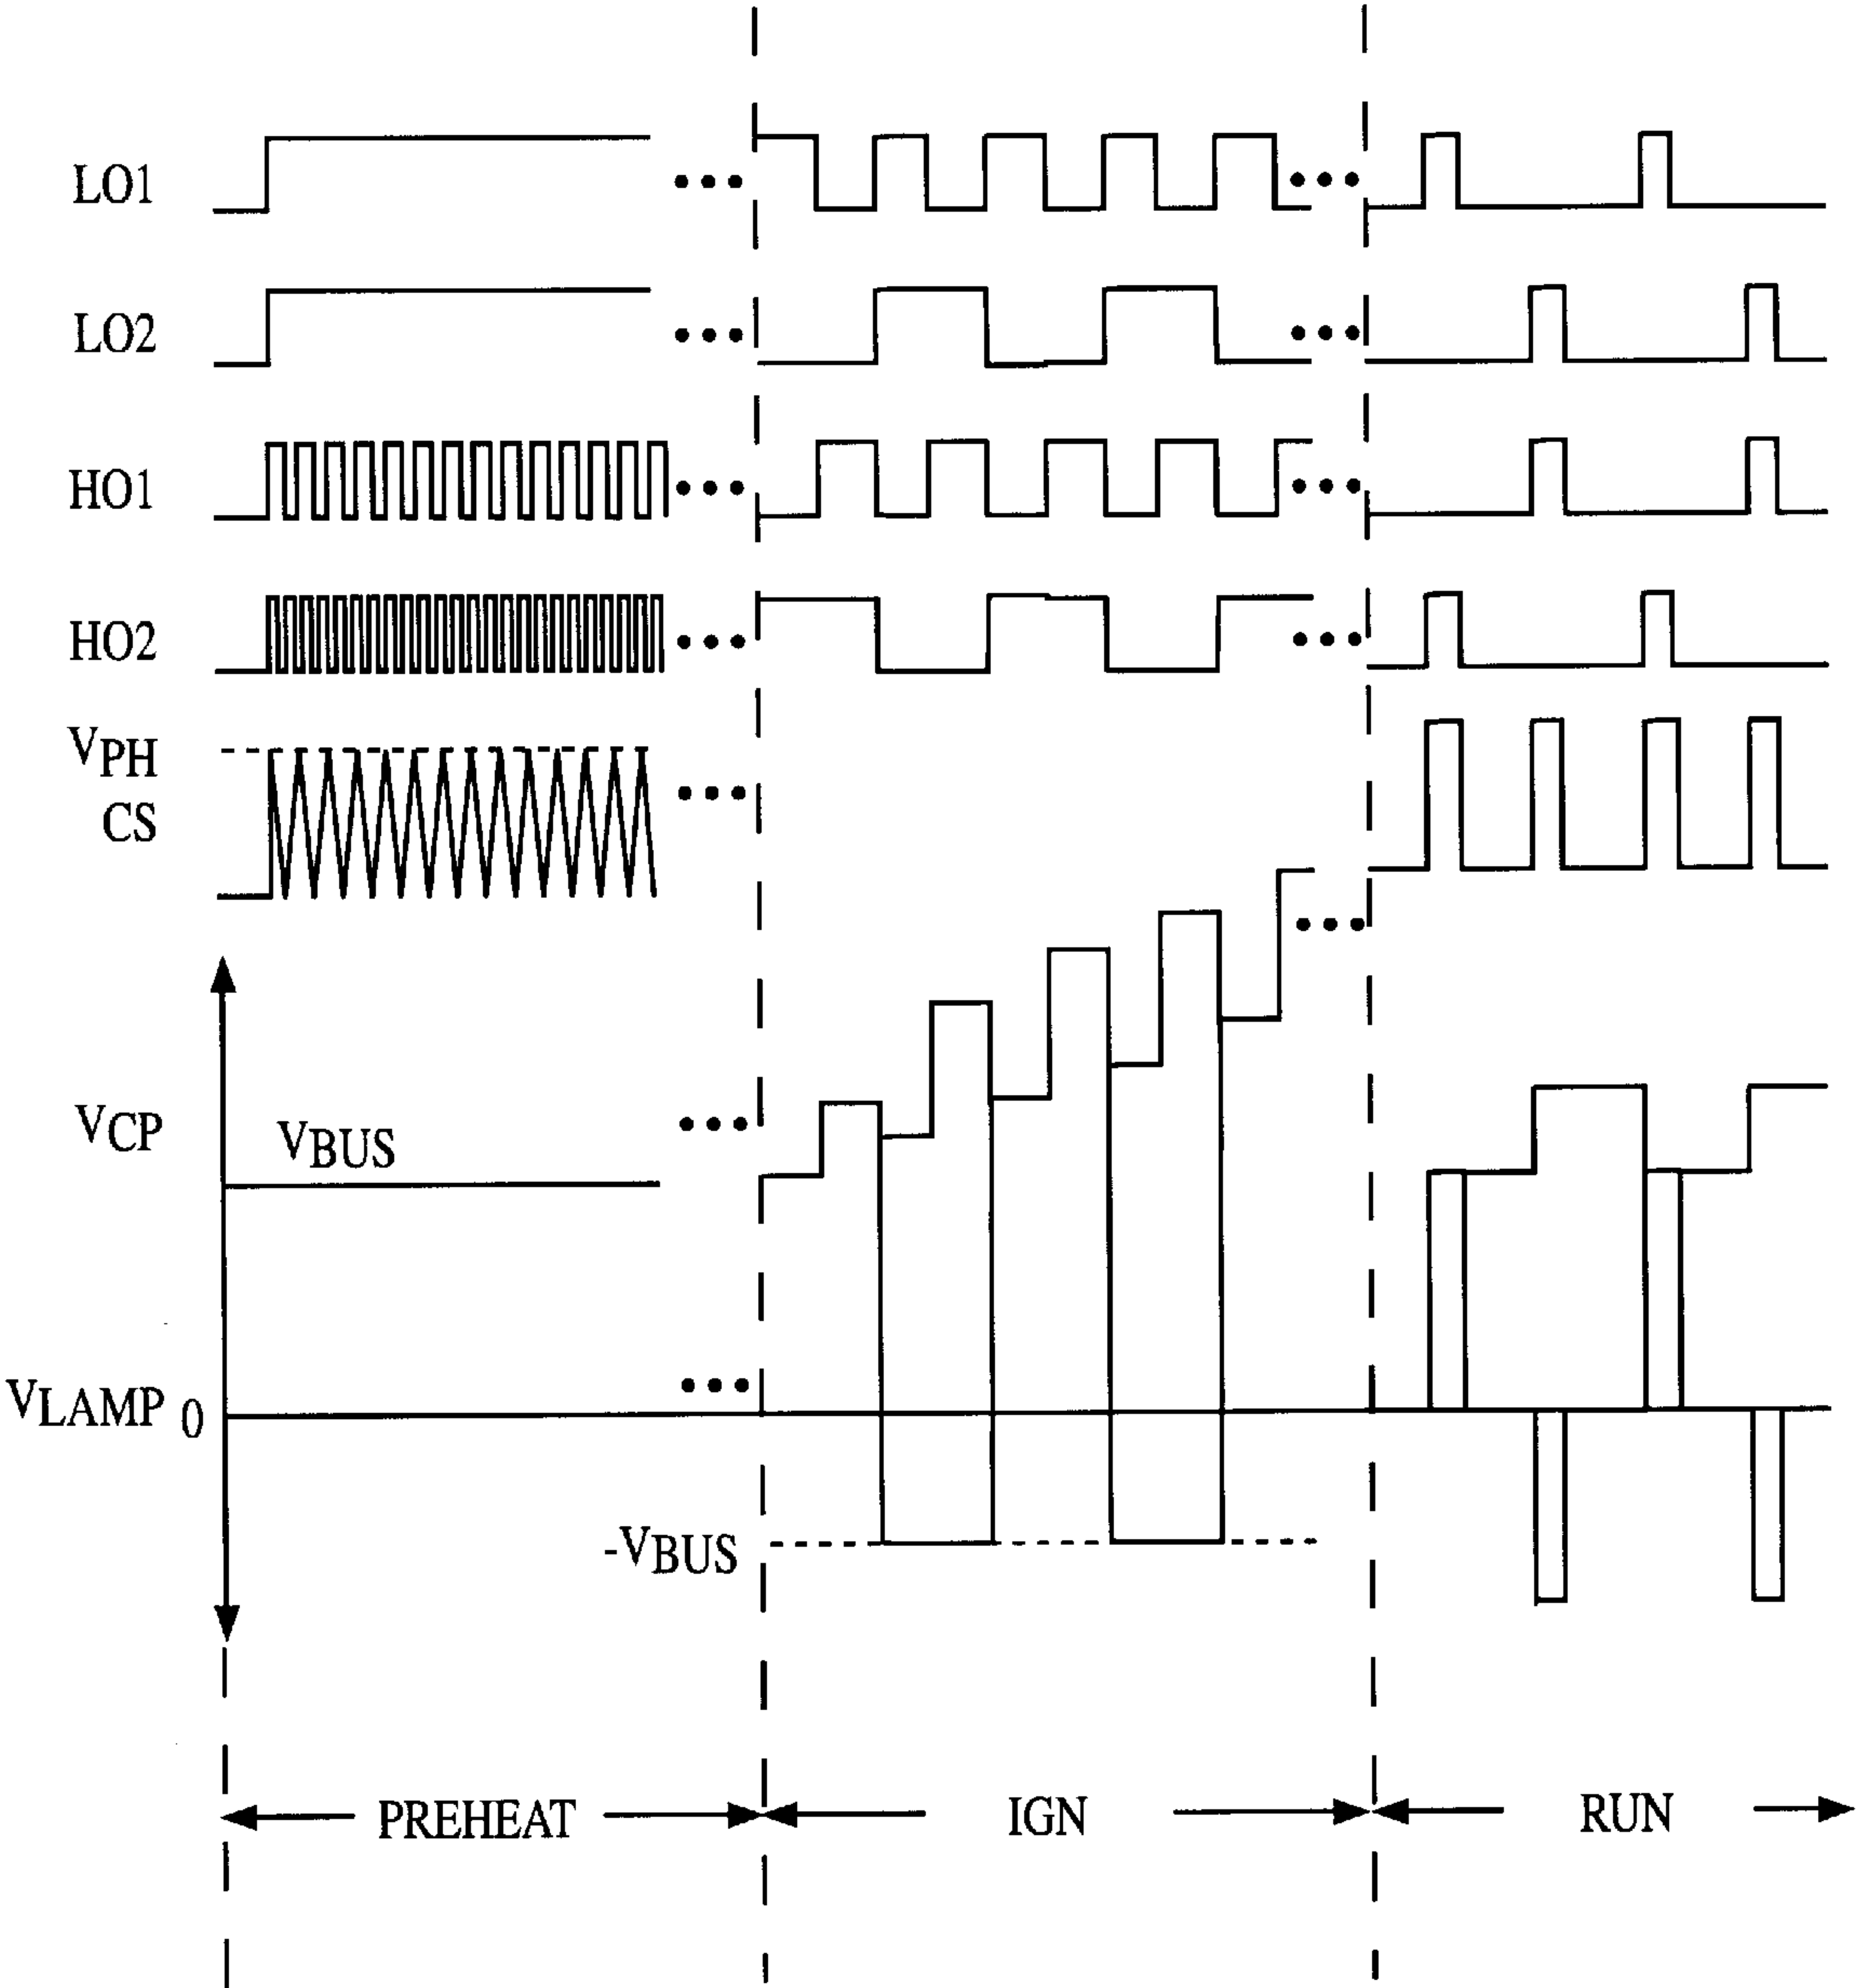 LO1
LO2
HO1
HO2
VPH
CS
VCP
VBUS
VLAMP 0
-VBUS
PREHEAT IGN RUN